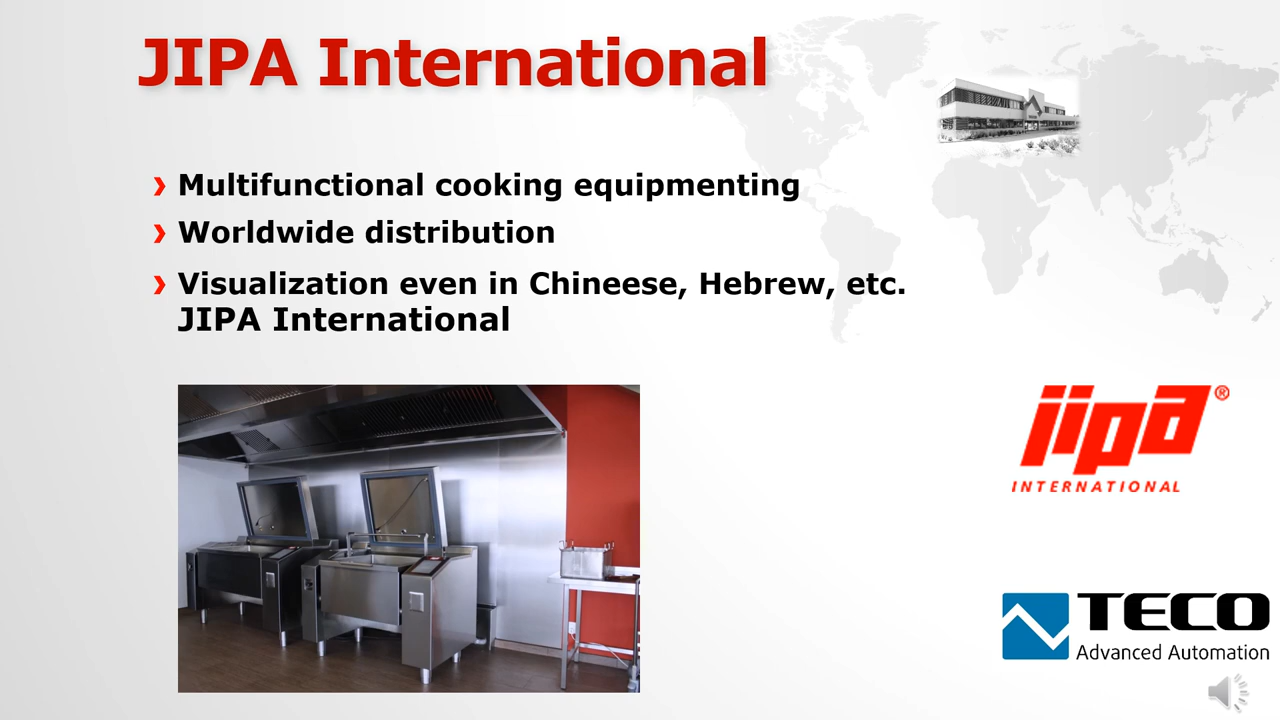 JIPA International
❯ Multifunctional cooking equipmenting
❯ Worldwide distribution
❯ Visualization even in Chineese, Hebrew, etc.
JIPA International
jipa®
INTERNATIONAL
TECO
Advanced Automation